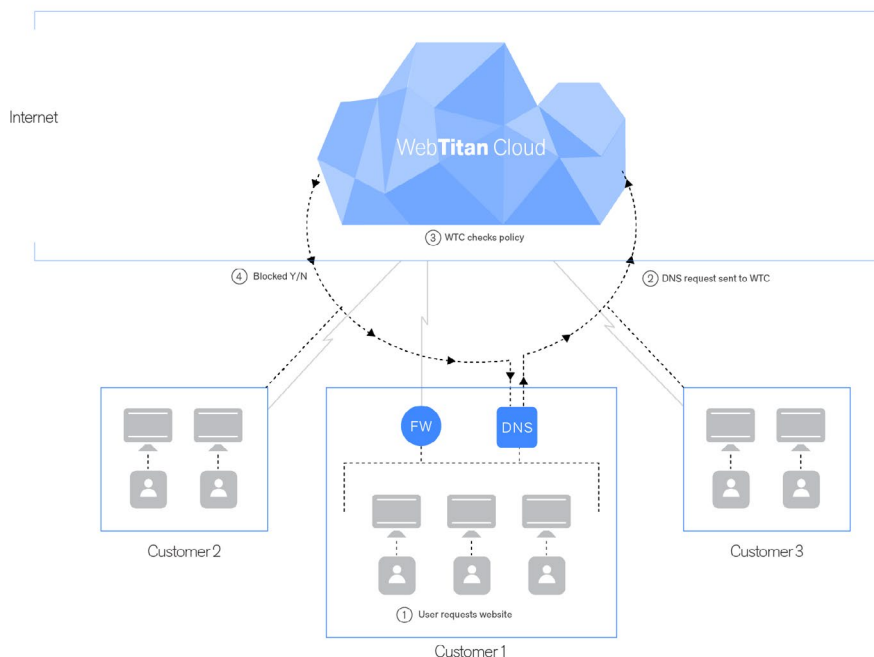 Internet
WebTitan Cloud
③ WTC checks policy
④ Blocked Y/N
② DNS request sent to WTC
FW
DNS
Customer 2
Customer 3
① User requests website
Customer 1